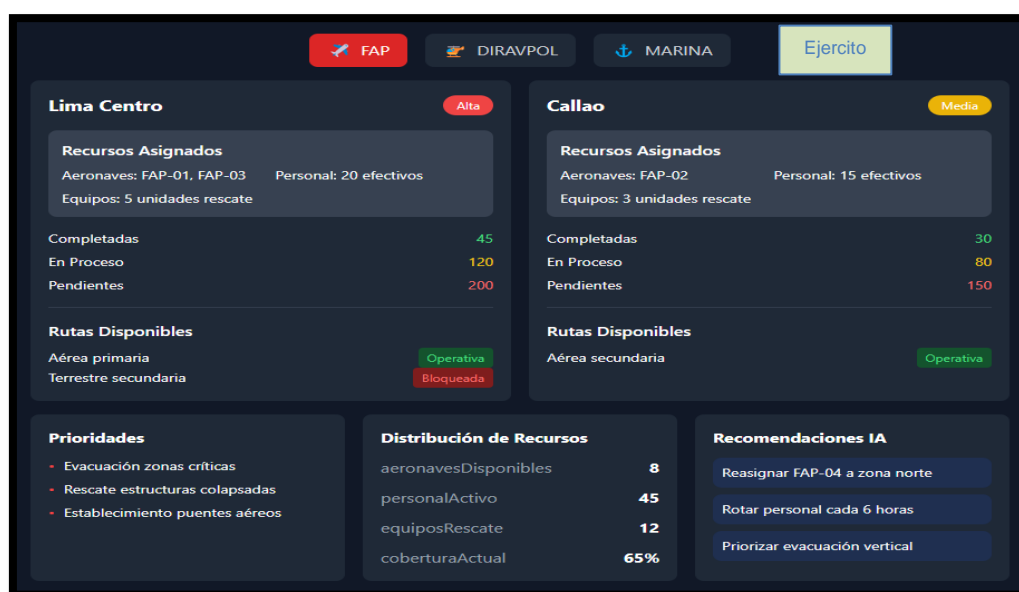 FAP DIRAVPOL MARINA Ejercito
Lima Centro Alta
Recursos Asignados
Aeronaves: FAP-01, FAP-03 Personal: 20 efectivos
Equipos: 5 unidades rescate
Completadas 45
En Proceso 120
Pendientes 200
Rutas Disponibles
Aérea primaria Operativa
Terrestre secundaria Bloqueada
Callao Media
Recursos Asignados
Aeronaves: FAP-02 Personal: 15 efectivos
Equipos: 3 unidades rescate
Completadas 30
En Proceso 80
Pendientes 150
Rutas Disponibles
Aérea secundaria Operativa
Prioridades
• Evacuación zonas críticas
• Rescate estructuras colapsadas
• Establecimiento puentes aéreos
Distribución de Recursos
aeronavesDisponibles 8
personalActivo 45
equiposRescate 12
coberturaActual 65%
Recomendaciones IA
Reasignar FAP-04 a zona norte
Rotar personal cada 6 horas
Priorizar evacuación vertical